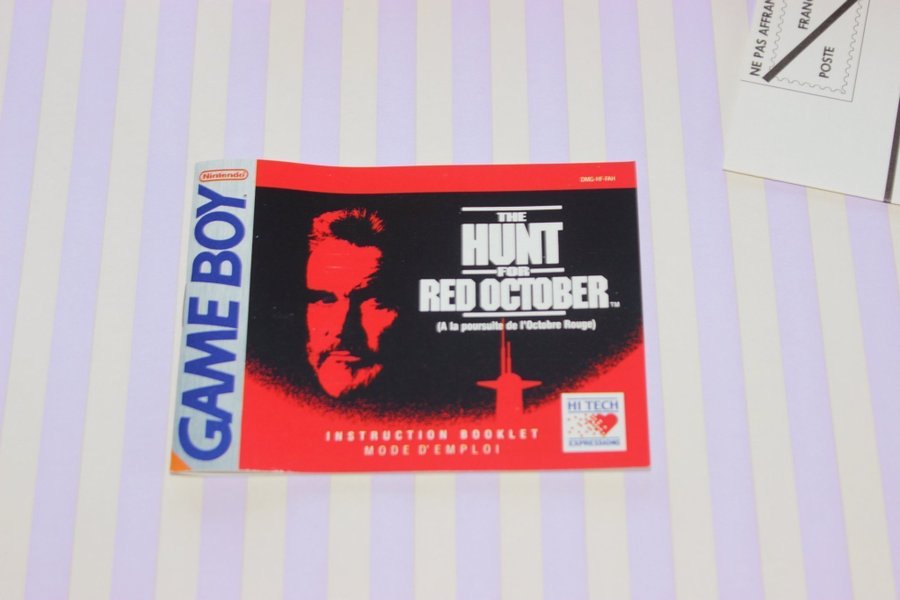 Nintendo
GAME BOY
DMG-HF-FAH
THE
HUNT
FOR
RED OCTOBER™
(A la poursuite de l'Octobre Rouge)
INSTRUCTION BOOKLET
MODE D'EMPLOI
HI TECH
EXPRESSIONS
NE PAS AFFRAN
FRAN
POSTE